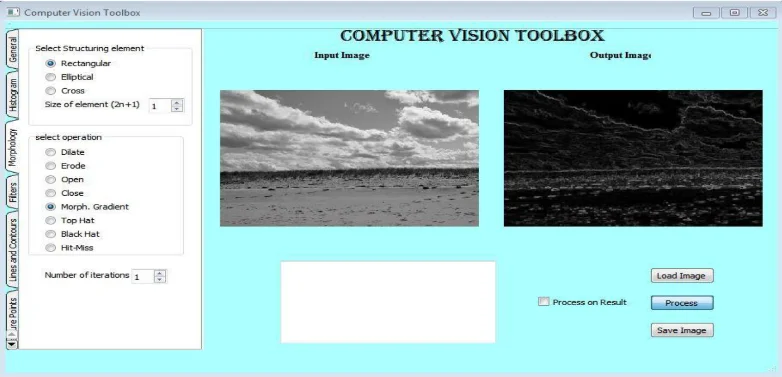 Computer Vision Toolbox
COMPUTER VISION TOOLBOX
General
Histogram
Morphology
Filters
Lines and Contours
ure Points
Select Structuring element
Rectangular
Elliptical
Cross
Size of element (2n+1) 1
select operation
Dilate
Erode
Open
Close
Morph. Gradient
Top Hat
Black Hat
Hit-Miss
Number of iterations 1
Input Image
Output Image
Process on Result
Load Image
Process
Save Image